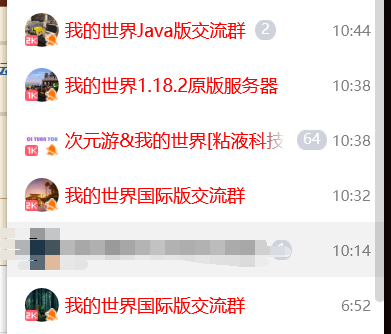 我的世界Java版交流群 2 10:44
2K
我的世界1.18.2原版服务器 10:38
1K
次元游&我的世界[粘液科技 64 10:38
QI YUAN YOU
1K
我的世界国际版交流群 10:32
2K
10:14
我的世界国际版交流群 6:52
2K